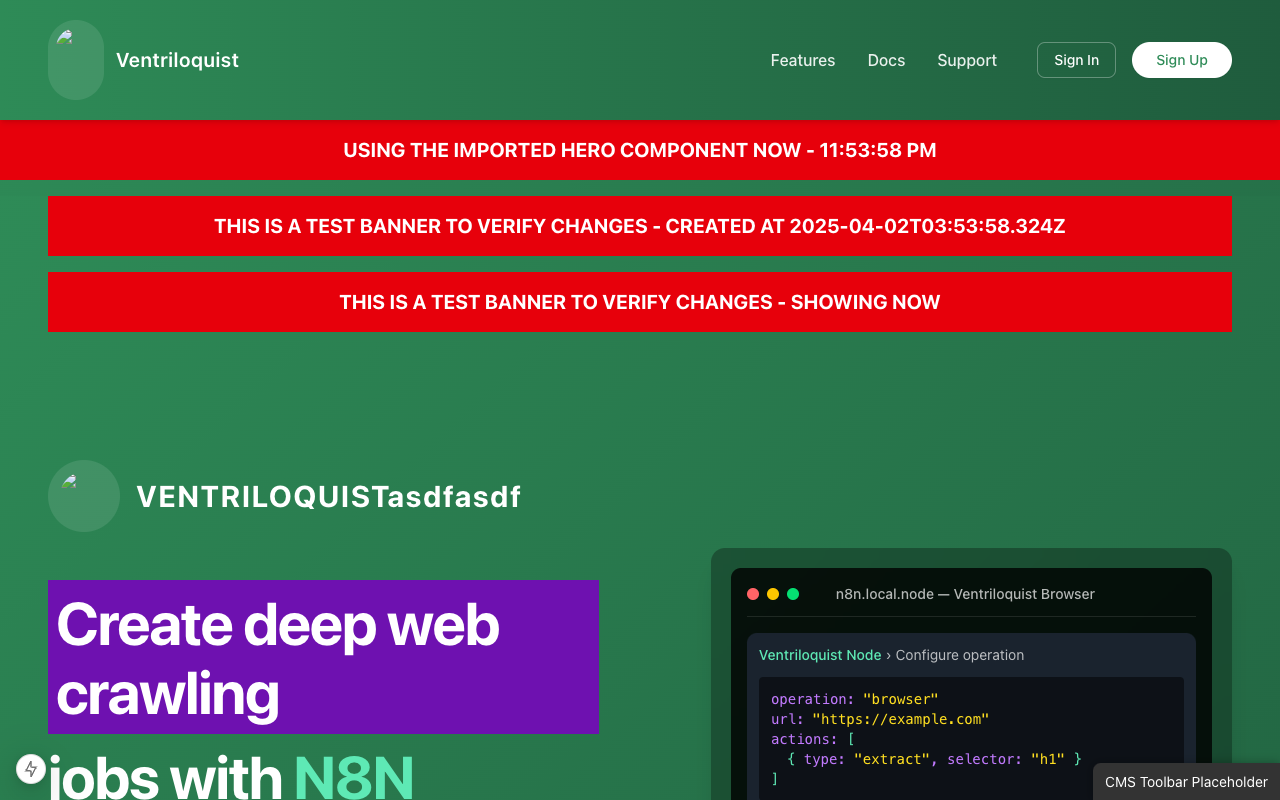 Ventriloquist
Features
Docs
Support
Sign In
Sign Up
USING THE IMPORTED HERO COMPONENT NOW - 11:53:58 PM
THIS IS A TEST BANNER TO VERIFY CHANGES - CREATED AT 2025-04-02T03:53:58.324Z
THIS IS A TEST BANNER TO VERIFY CHANGES - SHOWING NOW
VENTRILOQUISTasdfasdf
Create deep web
crawling
jobs with N8N
n8n.local.node — Ventriloquist Browser
Ventriloquist Node › Configure operation
operation: "browser"
url: "https://example.com"
actions: [
{ type: "extract", selector: "h1" }
]
CMS Toolbar Placeholder